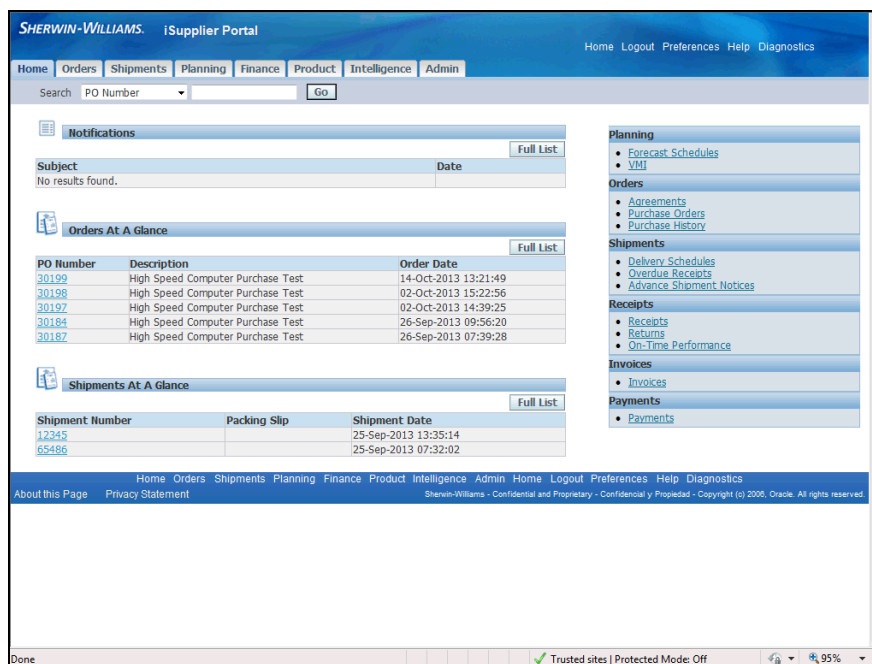 SHERWIN-WILLIAMS. iSupplier Portal
Home Logout Preferences Help Diagnostics
Home Orders Shipments Planning Finance Product Intelligence Admin
Search PO Number Go
Notifications
Full List
Subject Date
No results found.
Orders At A Glance
Full List
PO Number Description Order Date
30199 High Speed Computer Purchase Test 14-Oct-2013 13:21:49
30198 High Speed Computer Purchase Test 02-Oct-2013 15:22:56
30197 High Speed Computer Purchase Test 02-Oct-2013 14:39:25
30184 High Speed Computer Purchase Test 26-Sep-2013 09:56:20
30187 High Speed Computer Purchase Test 26-Sep-2013 07:39:28
Shipments At A Glance
Full List
Shipment Number Packing Slip Shipment Date
12345 25-Sep-2013 13:35:14
65486 25-Sep-2013 07:32:02
Planning
Forecast Schedules
VMI
Orders
Agreements
Purchase Orders
Purchase History
Shipments
Delivery Schedules
Overdue Receipts
Advance Shipment Notices
Receipts
Receipts
Returns
On-Time Performance
Invoices
Invoices
Payments
Payments
Home Orders Shipments Planning Finance Product Intelligence Admin Home Logout Preferences Help Diagnostics
About this Page Privacy Statement Sherwin-Williams - Confidential and Proprietary - Confidencial y Propiedad - Copyright (c) 2006, Oracle. All rights reserved.
Done Trusted sites | Protected Mode: Off 95%